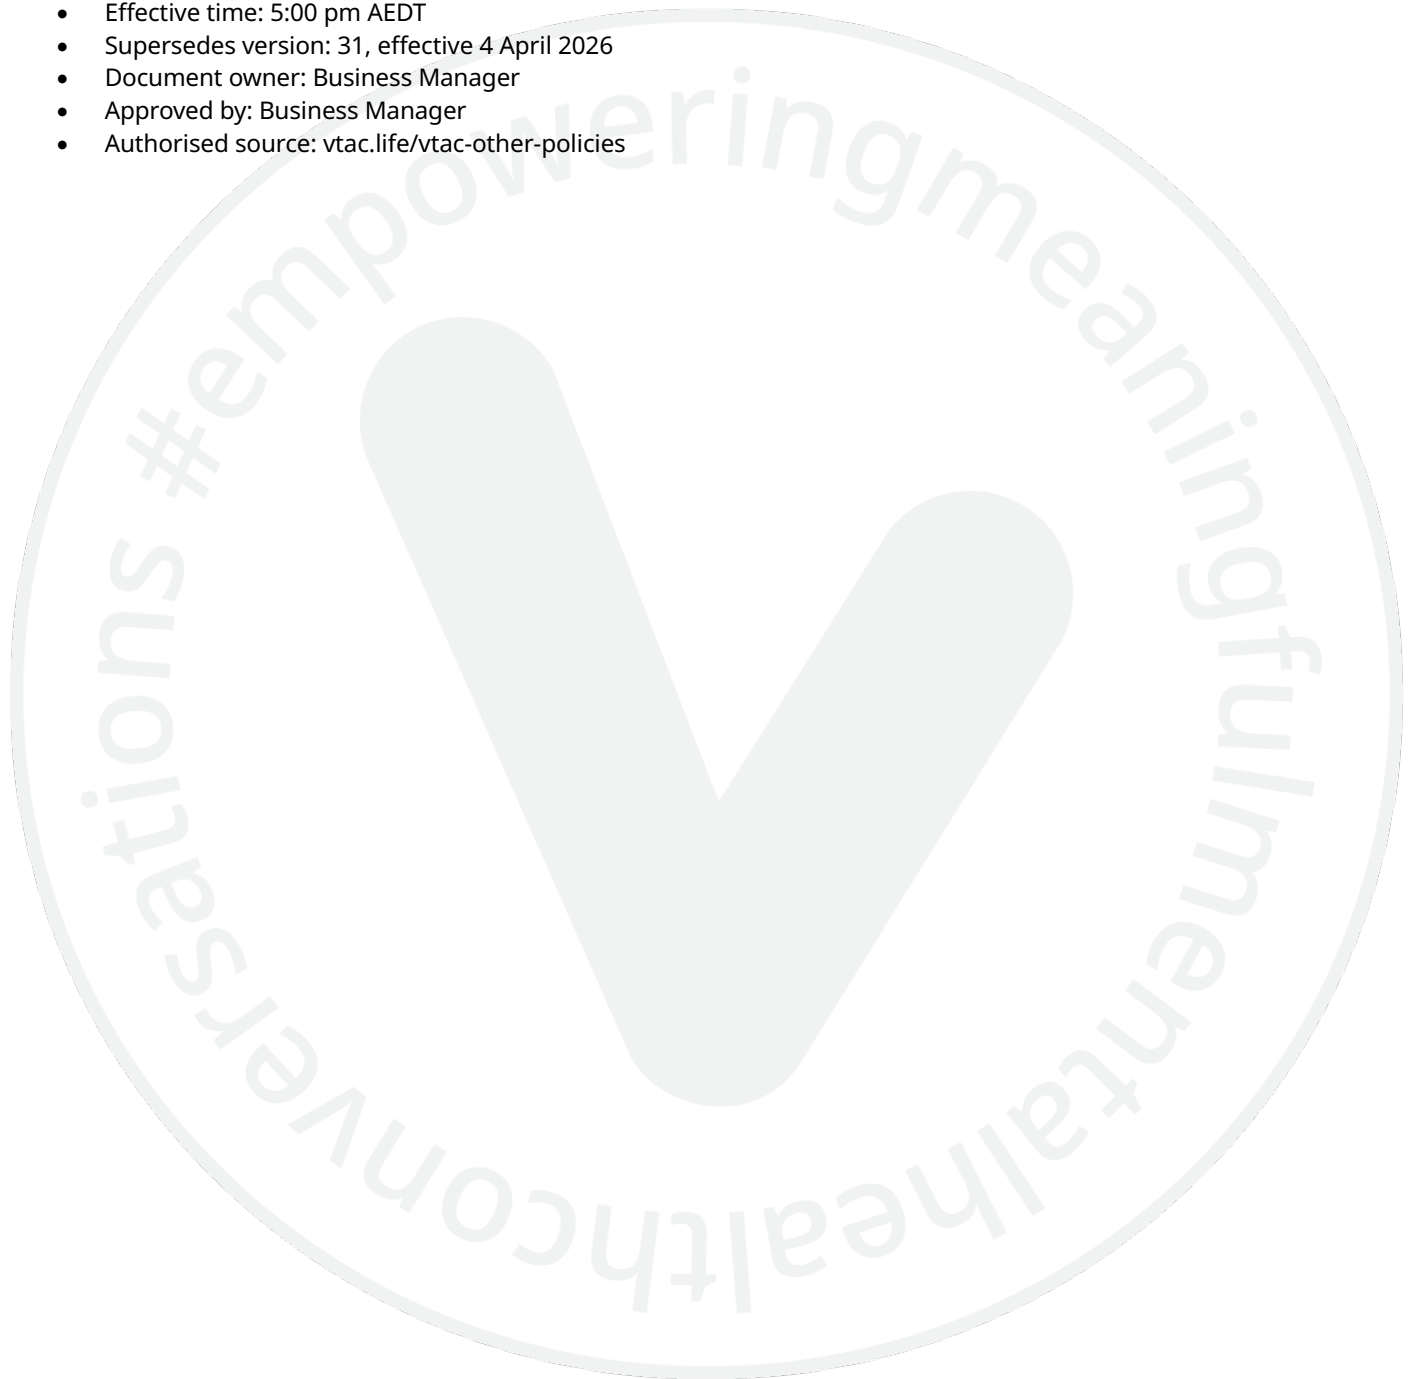 • Effective time: 5:00 pm AEDT
• Supersedes version: 31, effective 4 April 2026
• Document owner: Business Manager
• Approved by: Business Manager
• Authorised source: vtac.life/vtac-other-policies
#empoweringmeaningfulmentalhealthconversations